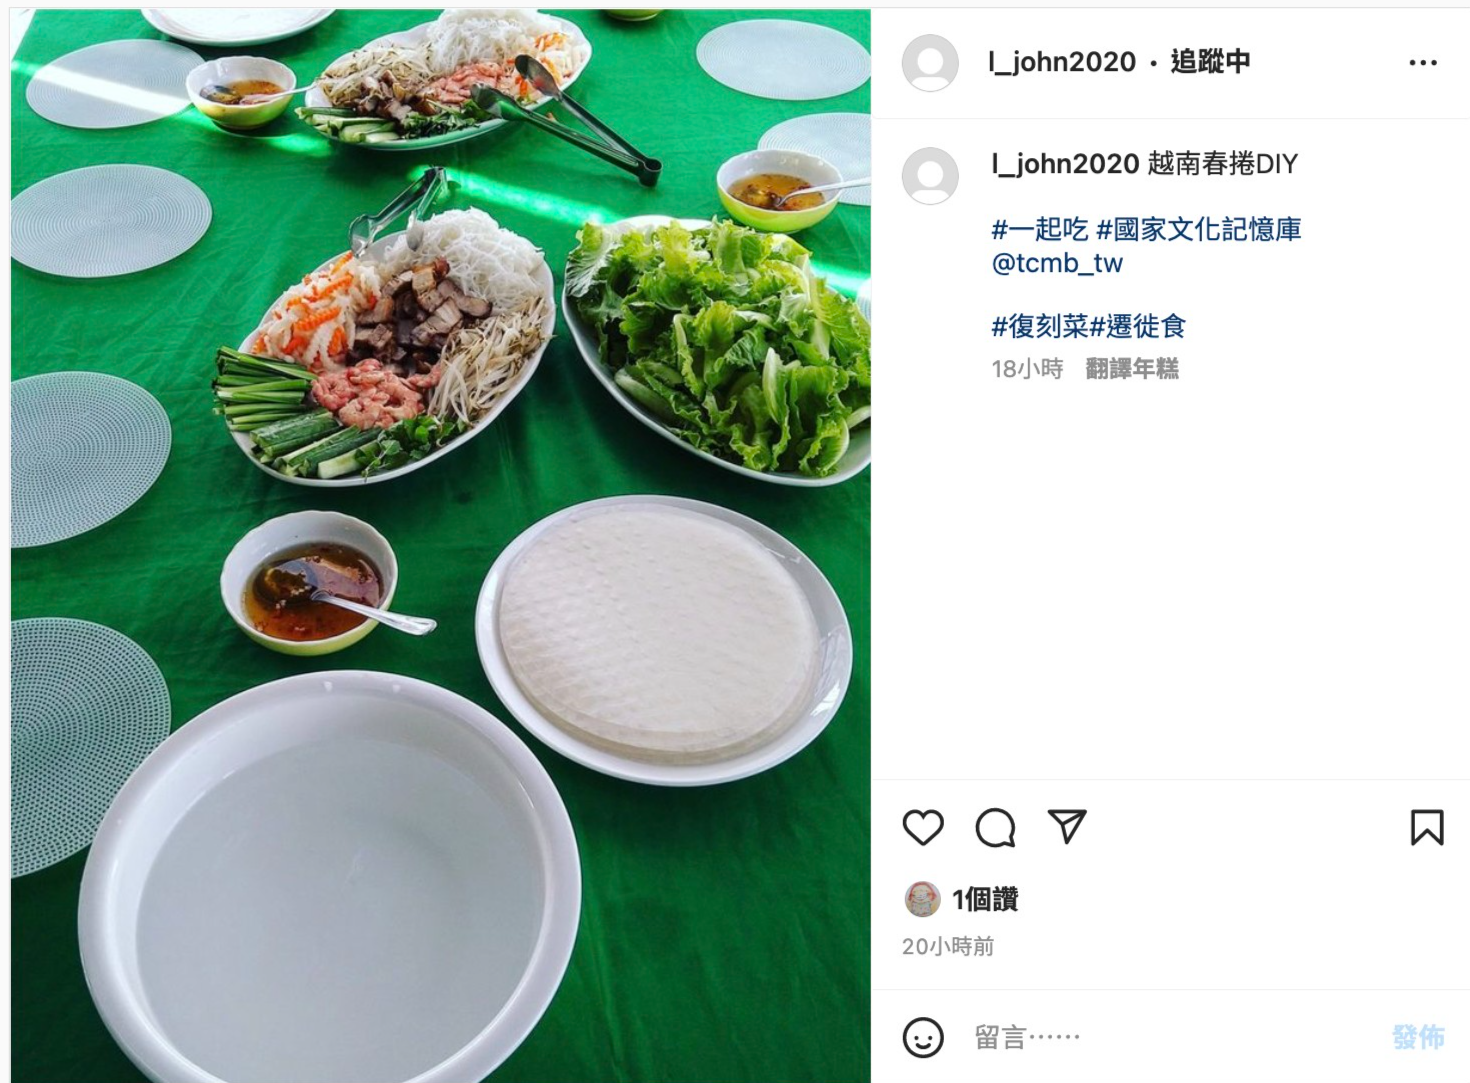 l_john2020 • 追蹤中
l_john2020 越南春捲DIY
#一起吃 #國家文化記憶庫
@tcmb_tw
#復刻菜#遷徙食
18小時 翻譯年糕
1個讚
20小時前
留言⋯⋯
發佈